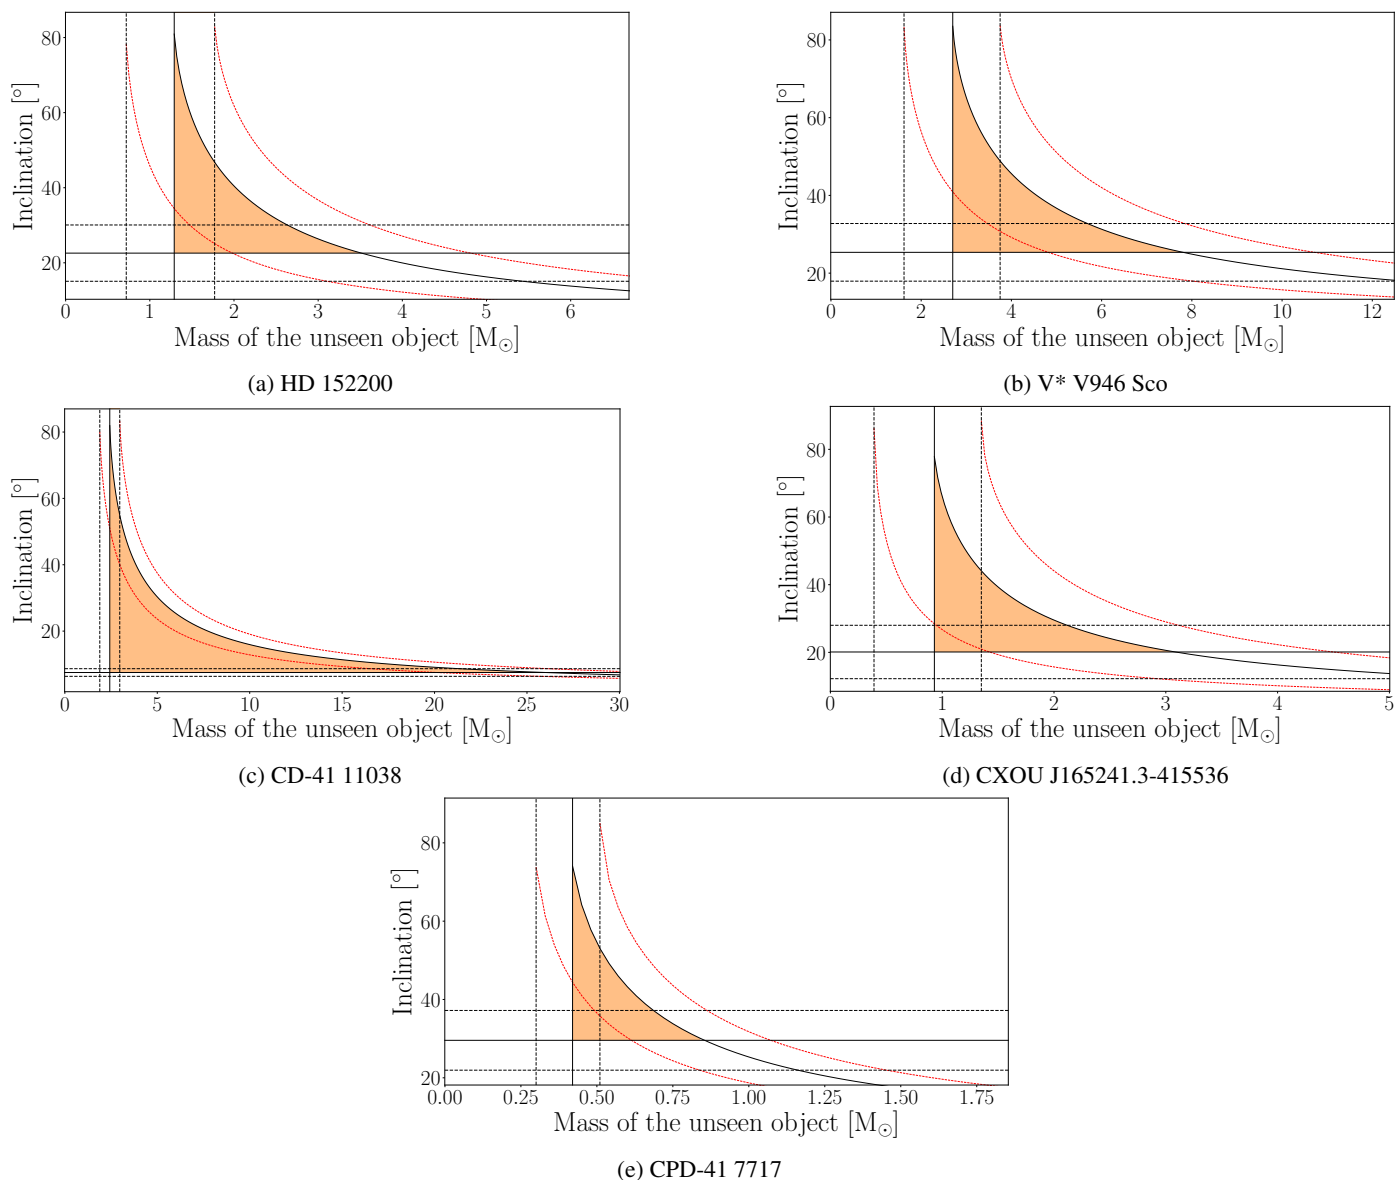 80
60
40
20
Inclination [°]
0 1 2 3 4 5 6
Mass of the unseen object [M⊙]
(a) HD 152200
80
60
40
20
Inclination [°]
0 2 4 6 8 10 12
Mass of the unseen object [M⊙]
(b) V* V946 Sco
80
60
40
20
Inclination [°]
0 5 10 15 20 25 30
Mass of the unseen object [M⊙]
(c) CD-41 11038
80
60
40
20
Inclination [°]
0 1 2 3 4 5
Mass of the unseen object [M⊙]
(d) CXOU J165241.3-415536
80
60
40
20
Inclination [°]
0.00 0.25 0.50 0.75 1.00 1.25 1.50 1.75
Mass of the unseen object [M⊙]
(e) CPD-41 7717